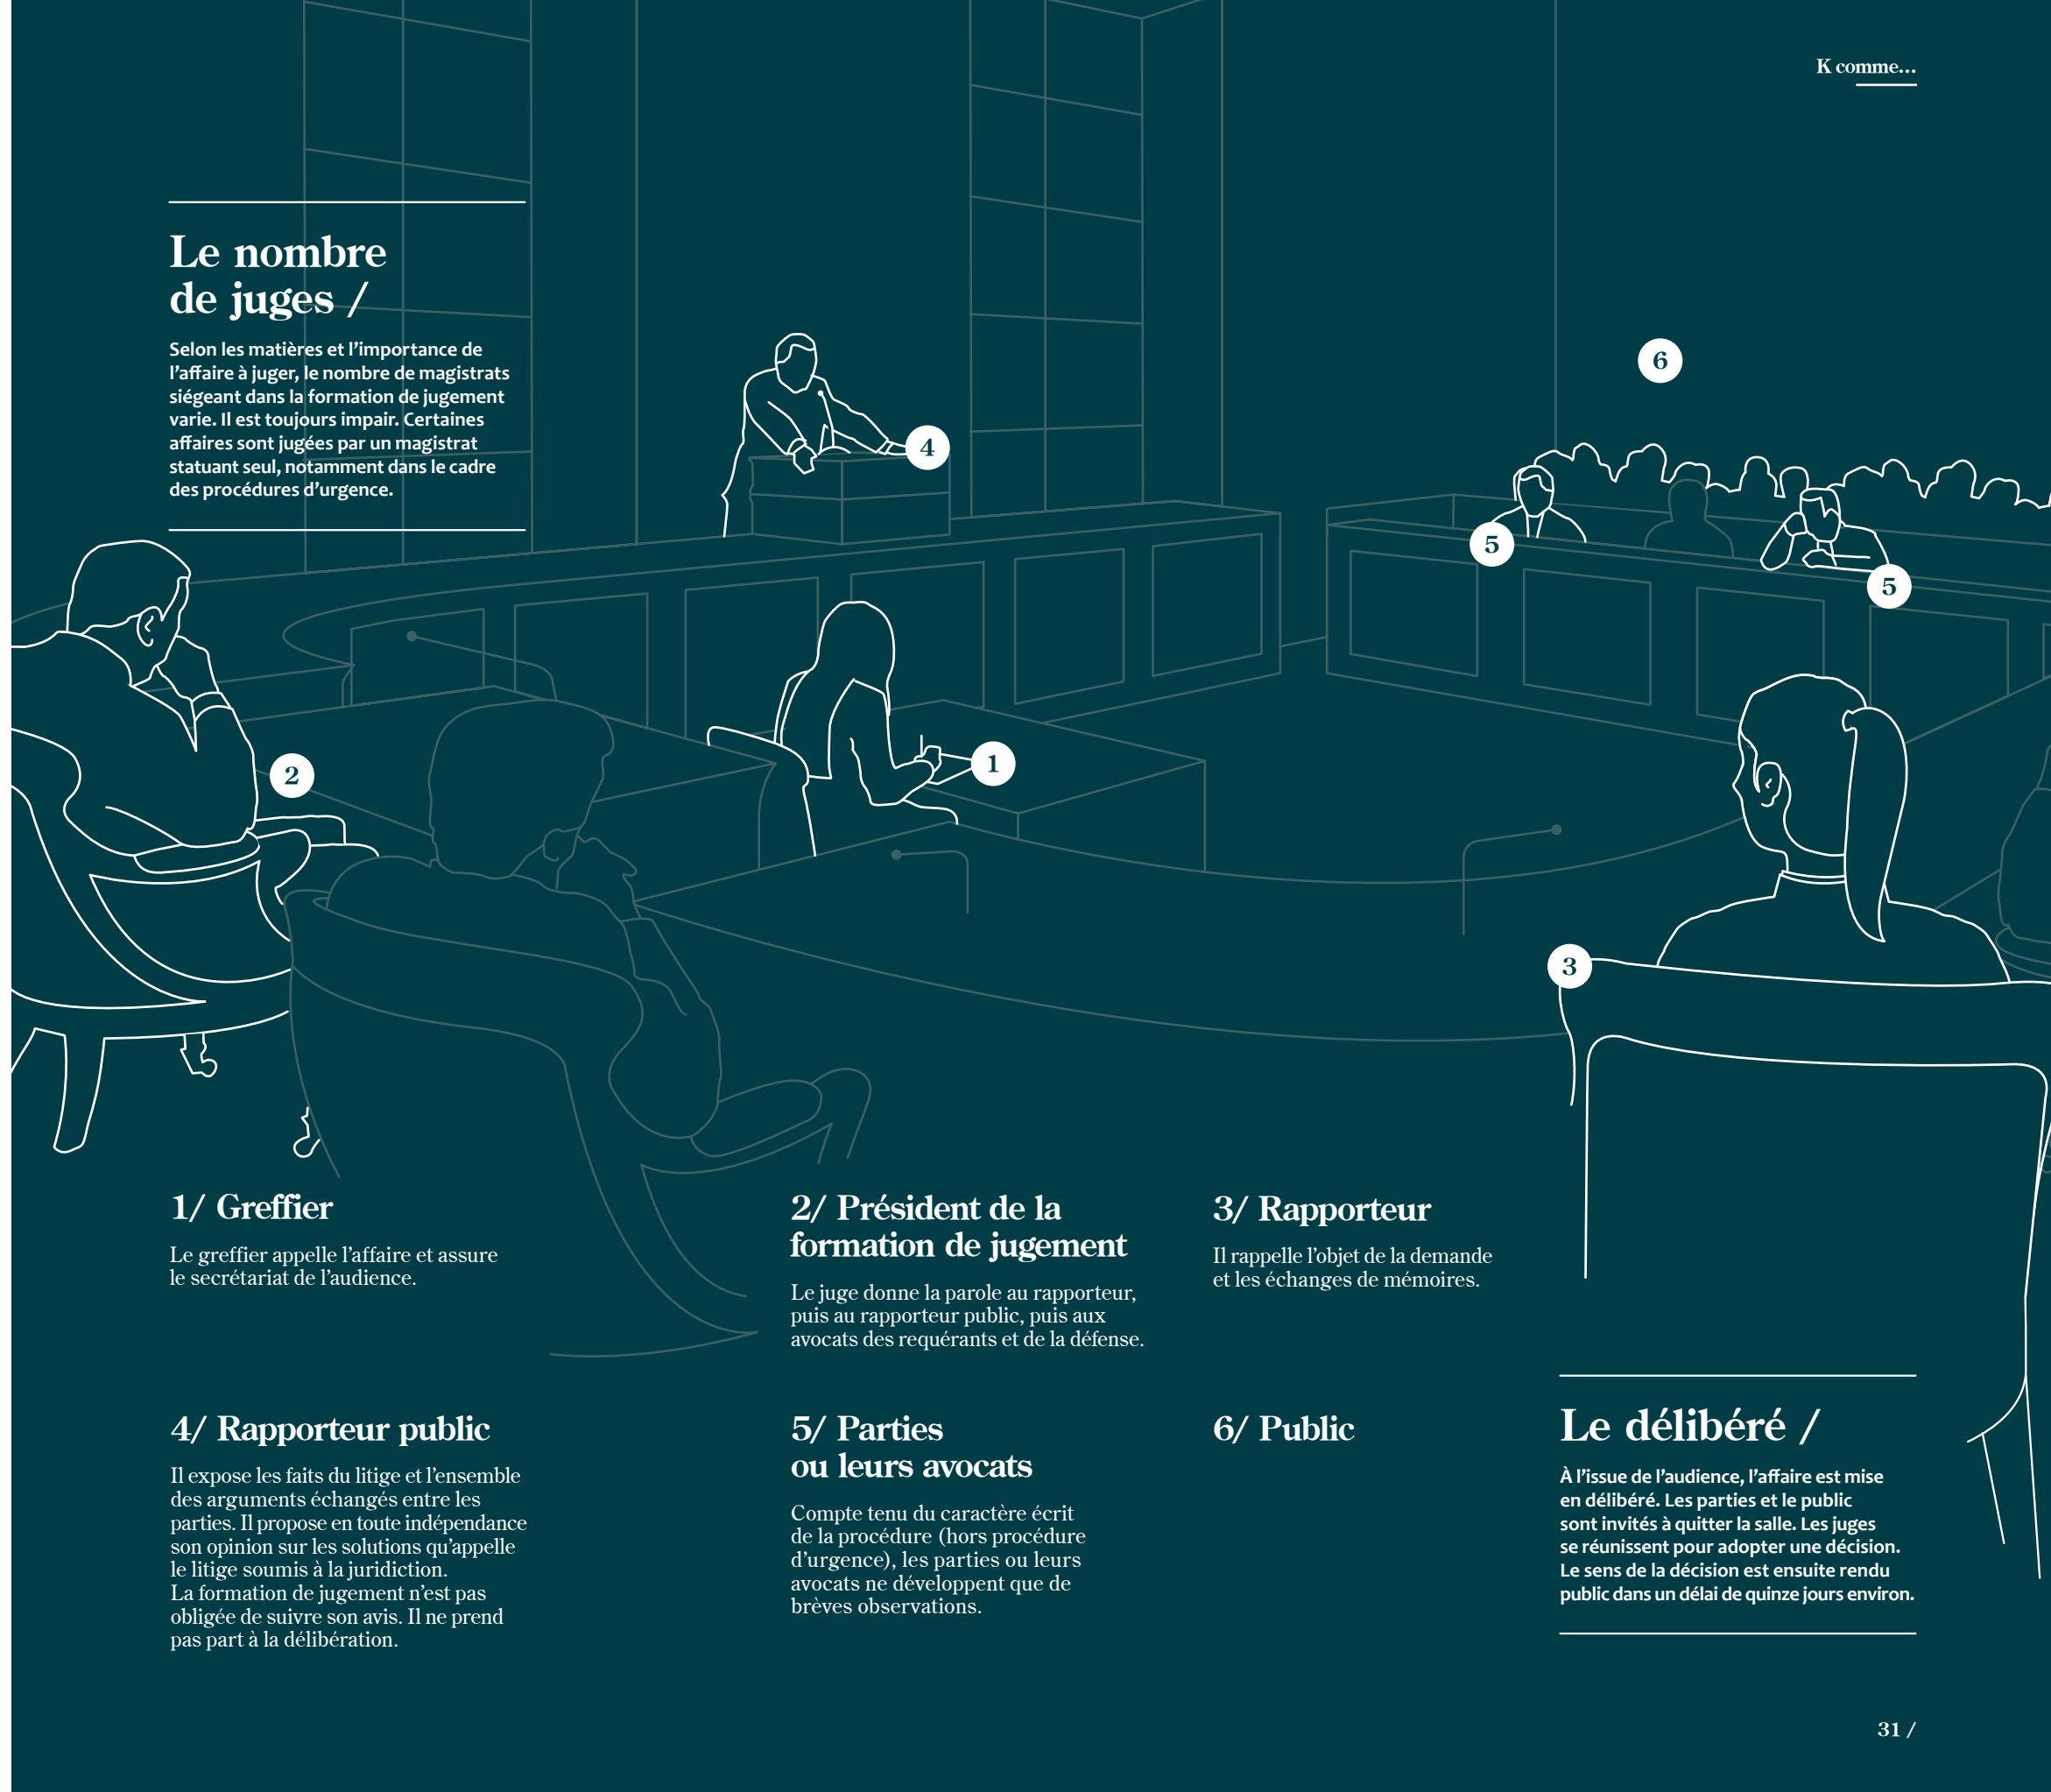 K comme…
Le nombre
de juges /
Selon les matières et l’importance de
l’affaire à juger, le nombre de magistrats
siégeant dans la formation de jugement
varie. Il est toujours impair. Certaines
affaires sont jugées par un magistrat
statuant seul, notamment dans le cadre
des procédures d’urgence.
6
4
5
5
2
1
3
1/ Greffier
Le greffier appelle l’affaire et assure
le secrétariat de l’audience.
2/ Président de la
formation de jugement
Le juge donne la parole au rapporteur,
puis au rapporteur public, puis aux
avocats des requérants et de la défense.
3/ Rapporteur
Il rappelle l’objet de la demande
et les échanges de mémoires.
4/ Rapporteur public
Il expose les faits du litige et l’ensemble
des arguments échangés entre les
parties. Il propose en toute indépendance
son opinion sur les solutions qu’appelle
le litige soumis à la juridiction.
La formation de jugement n’est pas
obligée de suivre son avis. Il ne prend
pas part à la délibération.
5/ Parties
ou leurs avocats
Compte tenu du caractère écrit
de la procédure (hors procédure
d’urgence), les parties ou leurs
avocats ne développent que de
brèves observations.
6/ Public
Le délibéré /
À l’issue de l’audience, l’affaire est mise
en délibéré. Les parties et le public
sont invités à quitter la salle. Les juges
se réunissent pour adopter une décision.
Le sens de la décision est ensuite rendu
public dans un délai de quinze jours environ.
31 /